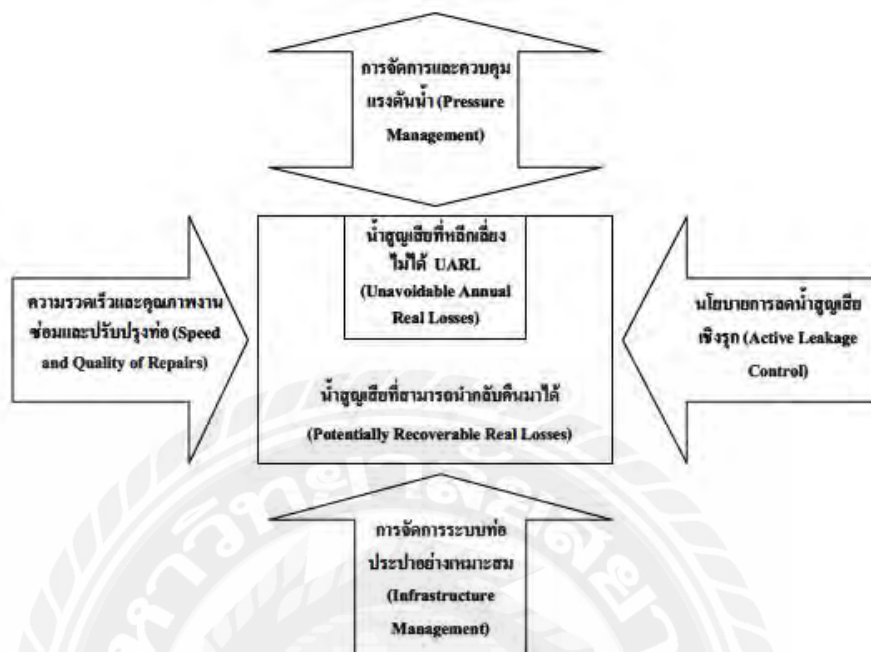 การจัดการและควบคุม
แรงดันน้ำ (Pressure
Management)
น้ำสูญเสียที่หลีกเลี่ยง
ไม่ได้ UARL
(Unavoidable Annual
Real Losses)
ความรวดเร็วและคุณภาพงาน
ซ่อมและปรับปรุงท่อ (Speed
and Quality of Repairs)
นโยบายการลดน้ำสูญเสีย
เชิงรุก (Active Leakage
Control)
น้ำสูญเสียที่สามารถนำกลับคืนมาได้
(Potentially Recoverable Real Losses)
การจัดการระบบท่อ
ประปาอย่างเหมาะสม
(Infrastructure
Management)